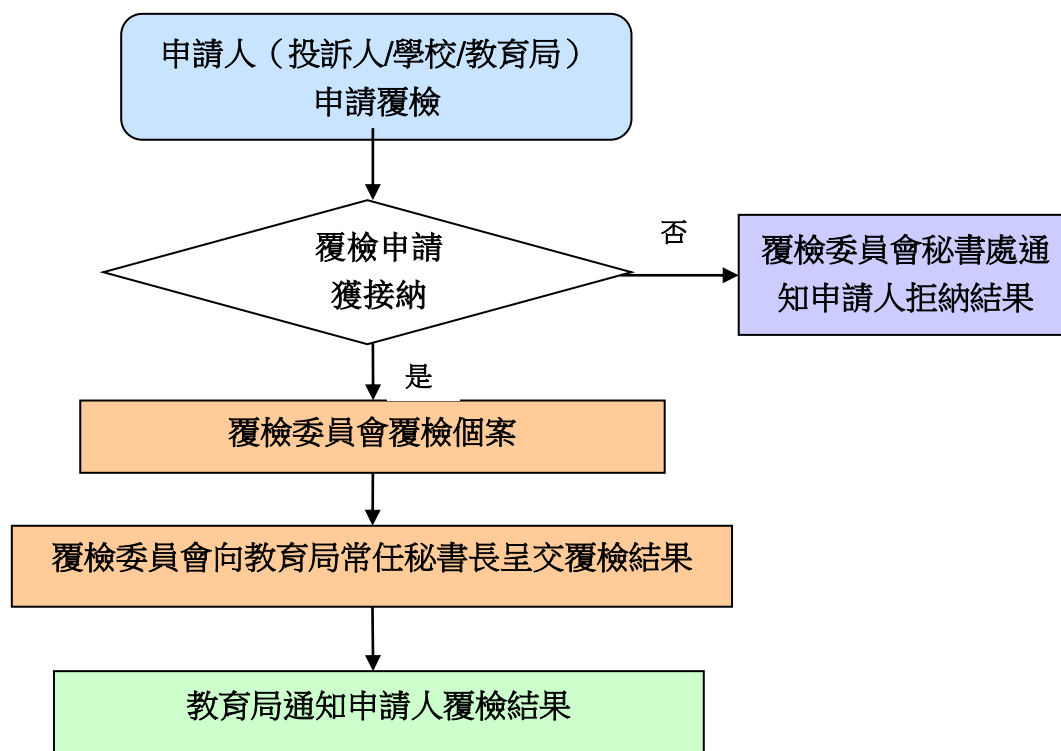 申請人（投訴人/學校/教育局）
申請覆檢
覆檢申請
獲接納
否
覆檢委員會秘書處通
知申請人拒納結果
是
覆檢委員會覆檢個案
覆檢委員會向教育局常任秘書長呈交覆檢結果
教育局通知申請人覆檢結果